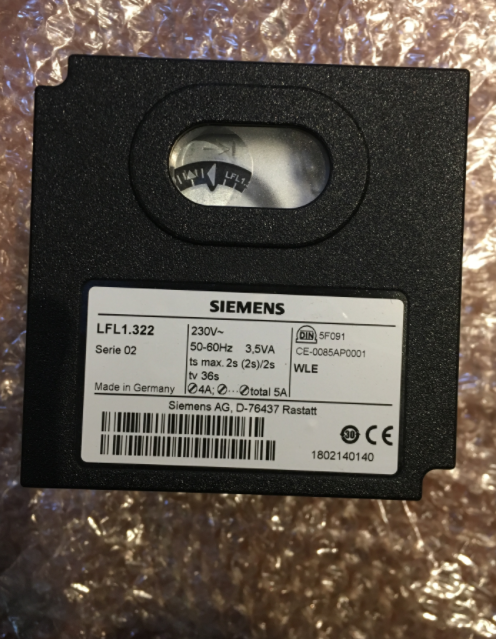 LFL1.
SIEMENS
LFL1.322
Serie 02
Made in Germany
230V~
50-60Hz 3,5VA
ts max. 2s (2s)/2s
tv 36s
4A; ··· total 5A
DIN 5F091
CE-0085AP0001
WLE
Siemens AG, D-76437 Rastatt
30 CE
1802140140